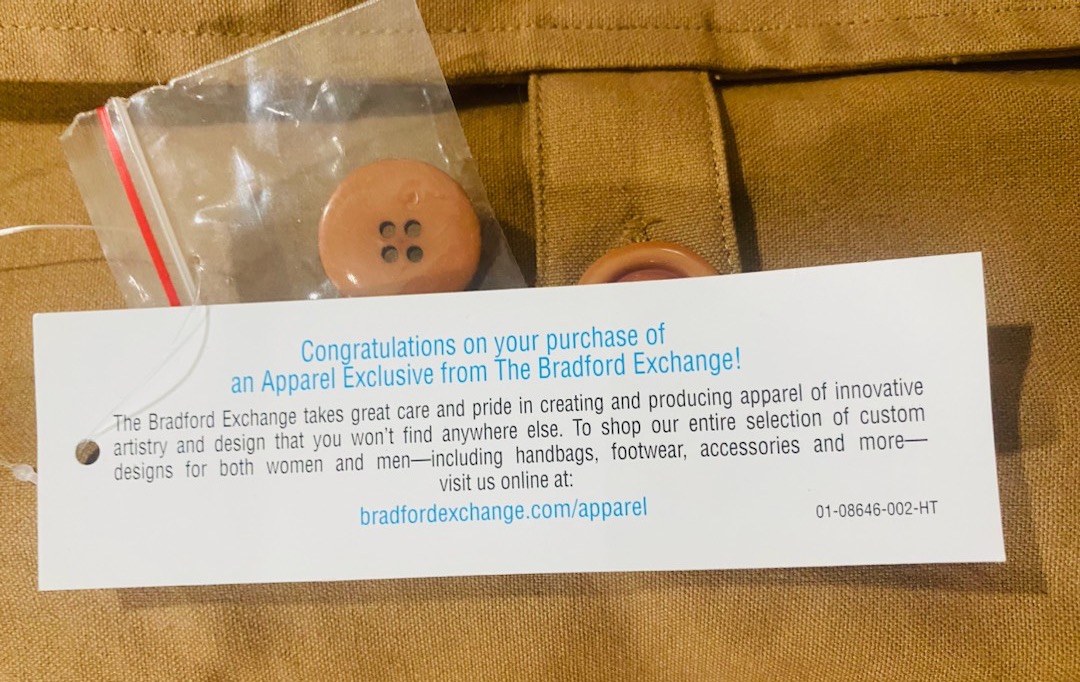 Congratulations on your purchase of
an Apparel Exclusive from The Bradford Exchange!
The Bradford Exchange takes great care and pride in creating and producing apparel of innovative
artistry and design that you won't find anywhere else. To shop our entire selection of custom
designs for both women and men—including handbags, footwear, accessories and more—
visit us online at:
bradfordexchange.com/apparel
01-08646-002-HT